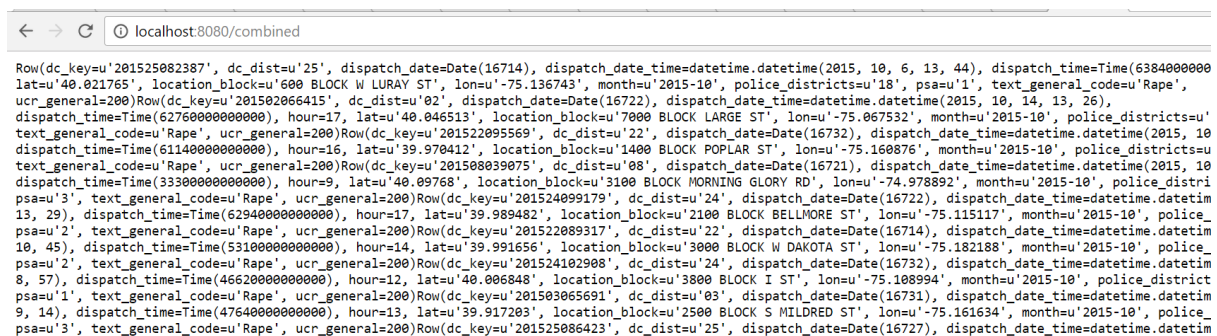 localhost:8080/combined
Row(dc_key=u'201525082387', dc_dist=u'25', dispatch_date=Date(16714), dispatch_date_time=datetime.datetime(2015, 10, 6, 13, 44), dispatch_time=Time(6384000000
lat=u'40.021765', location_block=u'600 BLOCK W LURAY ST', lon=u'-75.136743', month=u'2015-10', police_districts=u'18', psa=u'1', text_general_code=u'Rape',
ucr_general=200)Row(dc_key=u'201502066415', dc_dist=u'02', dispatch_date=Date(16722), dispatch_date_time=datetime.datetime(2015, 10, 14, 13, 26),
dispatch_time=Time(62760000000000), hour=17, lat=u'40.046513', location_block=u'7000 BLOCK LARGE ST', lon=u'-75.067532', month=u'2015-10', police_districts=u'
text_general_code=u'Rape', ucr_general=200)Row(dc_key=u'201522095569', dc_dist=u'22', dispatch_date=Date(16732), dispatch_date_time=datetime.datetime(2015, 10
dispatch_time=Time(61140000000000), hour=16, lat=u'39.970412', location_block=u'1400 BLOCK POPLAR ST', lon=u'-75.160876', month=u'2015-10', police_districts=u
text_general_code=u'Rape', ucr_general=200)Row(dc_key=u'201508039075', dc_dist=u'08', dispatch_date=Date(16721), dispatch_date_time=datetime.datetime(2015, 10
dispatch_time=Time(33300000000000), hour=9, lat=u'40.09768', location_block=u'3100 BLOCK MORNING GLORY RD', lon=u'-74.978892', month=u'2015-10', police_distri
psa=u'3', text_general_code=u'Rape', ucr_general=200)Row(dc_key=u'201524099179', dc_dist=u'24', dispatch_date=Date(16722), dispatch_date_time=datetime.datetim
13, 29), dispatch_time=Time(62940000000000), hour=17, lat=u'39.989482', location_block=u'2100 BLOCK BELLMORE ST', lon=u'-75.115117', month=u'2015-10', police_
psa=u'2', text_general_code=u'Rape', ucr_general=200)Row(dc_key=u'201522089317', dc_dist=u'22', dispatch_date=Date(16714), dispatch_date_time=datetime.datetim
10, 45), dispatch_time=Time(53100000000000), hour=14, lat=u'39.991656', location_block=u'3000 BLOCK W DAKOTA ST', lon=u'-75.182188', month=u'2015-10', police_
psa=u'2', text_general_code=u'Rape', ucr_general=200)Row(dc_key=u'201524102908', dc_dist=u'24', dispatch_date=Date(16732), dispatch_date_time=datetime.datetim
8, 57), dispatch_time=Time(46620000000000), hour=12, lat=u'40.006848', location_block=u'3800 BLOCK I ST', lon=u'-75.108994', month=u'2015-10', police_district
psa=u'1', text_general_code=u'Rape', ucr_general=200)Row(dc_key=u'201503065691', dc_dist=u'03', dispatch_date=Date(16731), dispatch_date_time=datetime.datetim
9, 14), dispatch_time=Time(47640000000000), hour=13, lat=u'39.917203', location_block=u'2500 BLOCK S MILDRED ST', lon=u'-75.161634', month=u'2015-10', police_
psa=u'3', text_general_code=u'Rape', ucr_general=200)Row(dc_key=u'201525086423', dc_dist=u'25', dispatch_date=Date(16727), dispatch_date_time=datetime.datetim